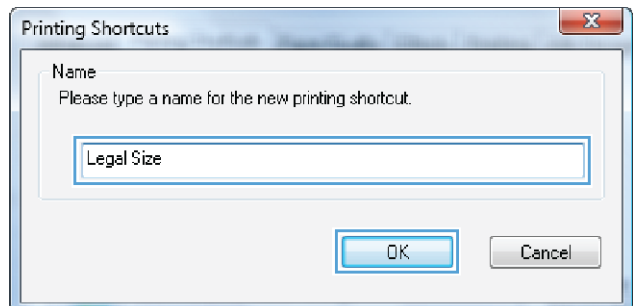 Printing Shortcuts
Name
Please type a name for the new printing shortcut.
Legal Size
OK
Cancel